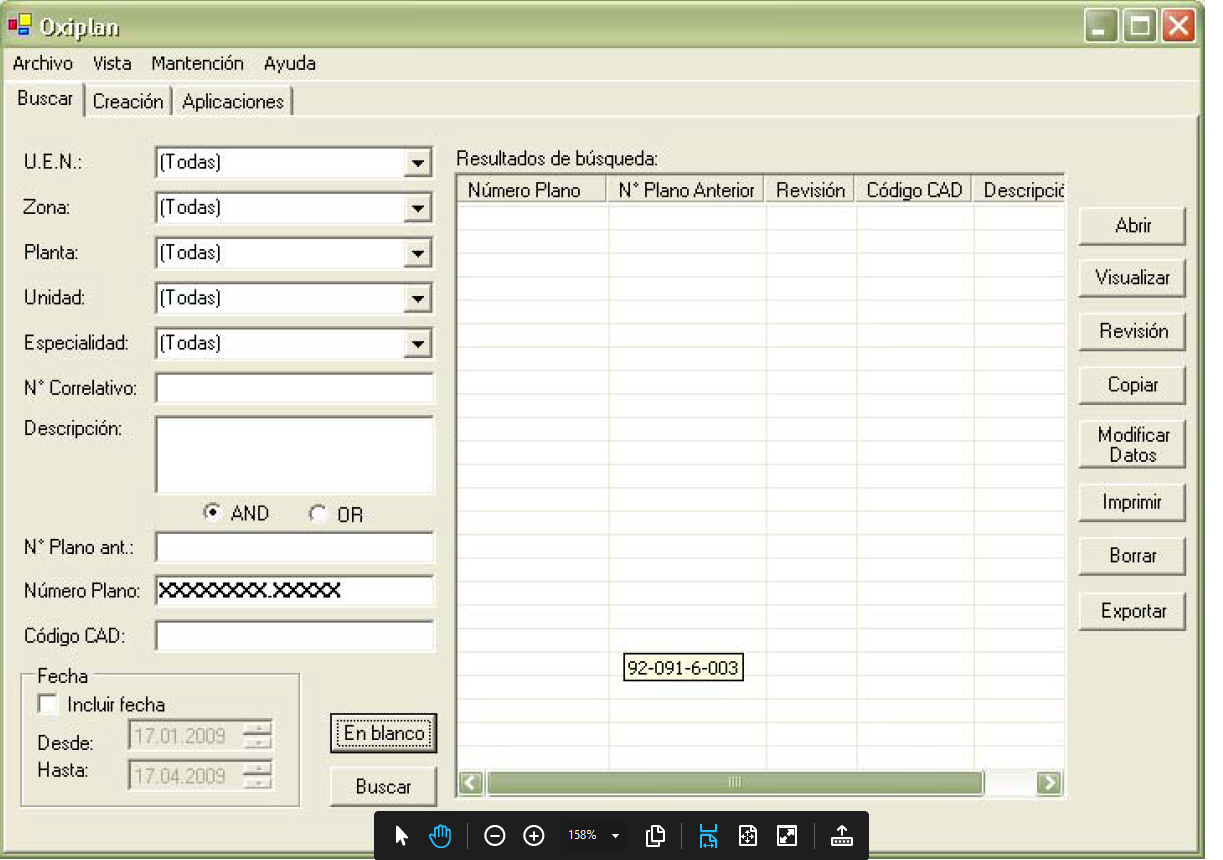 Oxiplan
Archivo Vista Mantención Ayuda
Buscar Creación Aplicaciones
U.E.N.: (Todas)
Zona: (Todas)
Planta: (Todas)
Unidad: (Todas)
Especialidad: (Todas)
N° Correlativo:
Descripción:
AND OR
N° Plano ant.:
Número Plano: XXXXXXXX.XXXXX
Código CAD:
Fecha
Incluir fecha
Desde: 17.01.2009
Hasta: 17.04.2009
En blanco
Buscar
Resultados de búsqueda:
Número Plano N° Plano Anterior Revisión Código CAD Descripció
92-091-6-003
Abrir
Visualizar
Revisión
Copiar
Modificar
Datos
Imprimir
Borrar
Exportar
158%